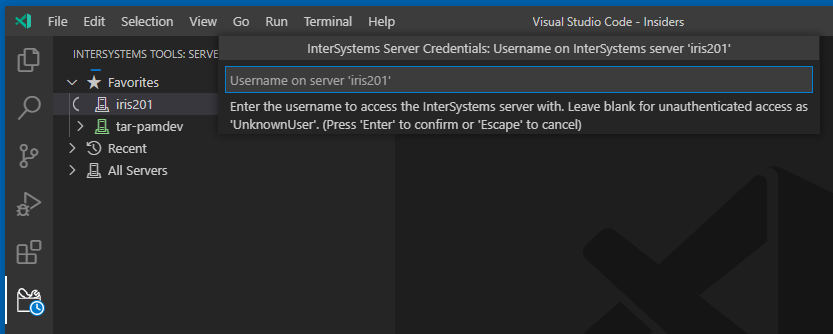 File Edit Selection View Go Run Terminal Help
Visual Studio Code - Insiders
InterSystems Server Credentials: Username on InterSystems server 'iris201'
Username on server 'iris201'
Enter the username to access the InterSystems server with. Leave blank for unauthenticated access as
'UnknownUser'. (Press 'Enter' to confirm or 'Escape' to cancel)
INTERSYSTEMS TOOLS: SERVE
Favorites
iris201
tar-pamdev
Recent
All Servers